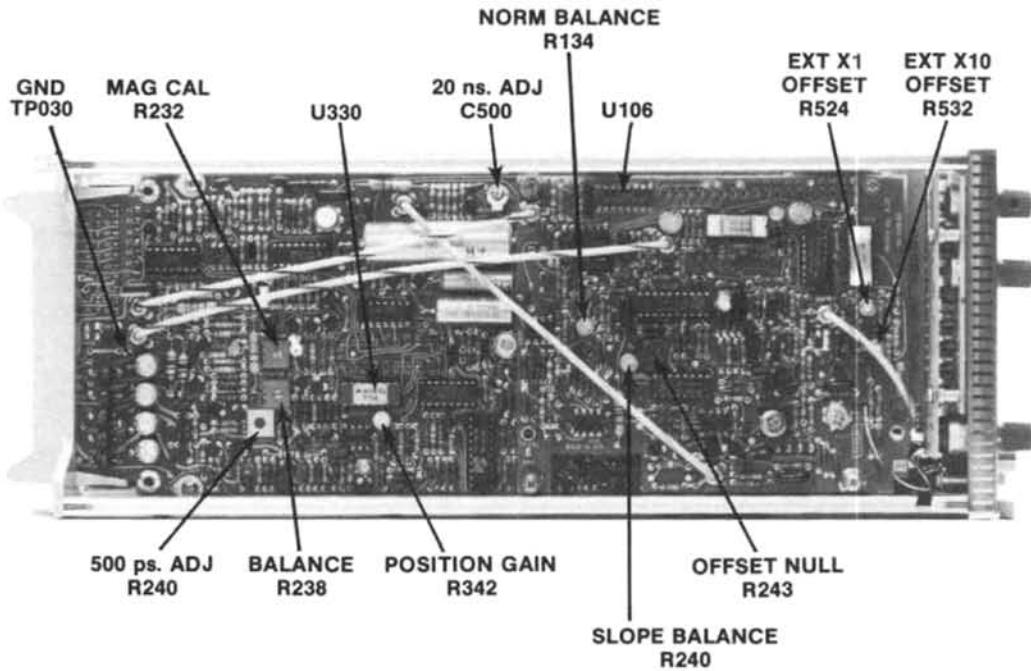 NORM BALANCE
R134
GND
TP030
MAG CAL
R232
U330
20 ns. ADJ
C500
U106
EXT X1
OFFSET
R524
EXT X10
OFFSET
R532
500 ps. ADJ
R240
BALANCE
R238
POSITION GAIN
R342
OFFSET NULL
R243
SLOPE BALANCE
R240